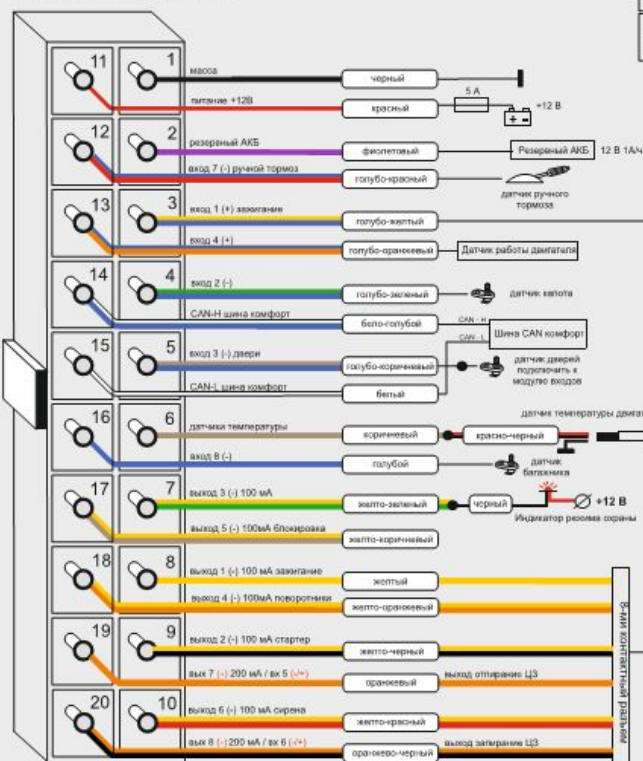 11 1 масса черный
питание +12В красный 5 А +12 В
12 2 резервный АКБ фиолетовый Резервный АКБ 12 В 1А/ч
вход 7 (-) ручной тормоз голубо-красный датчик ручного
тормоза
13 3 вход 1 (+) зажигание голубо-желтый
вход 4 (+) голубо-оранжевый Датчик работы двигателя
14 4 вход 2 (-) голубо-зеленый датчик капота
CAN-H шина комфорт бело-голубой CAN - H Шина CAN комфорт
CAN - L
15 5 вход 3 (-) двери голубо-коричневый датчик дверей
подключить к
модулю входов
CAN-L шина комфорт белый
16 6 датчики температуры коричневый красно-черный датчик температуры двига
вход 8 (-) голубой датчик
багажника
17 7 выход 3 (-) 100 мА желто-зеленый черный +12 В
Индикатор режима охраны
выход 5 (-) 100мА блокировка желто-коричневый
18 8 выход 1 (-) 100 мА зажигание желтый
выход 4 (-) 100мА поворотники желто-оранжевый
19 9 выход 2 (-) 100 мА стартер желто-черный
вых 7 (-) 200 мА / вх 5 (-/+) оранжевый выход отпирание ЦЗ
20 10 выход 6 (-) 100 мА сирена желто-красный
вых 8 (-) 200 мА / вх 6 (-/+) оранжево-черный выход запирание ЦЗ
8-ми контактный разъем